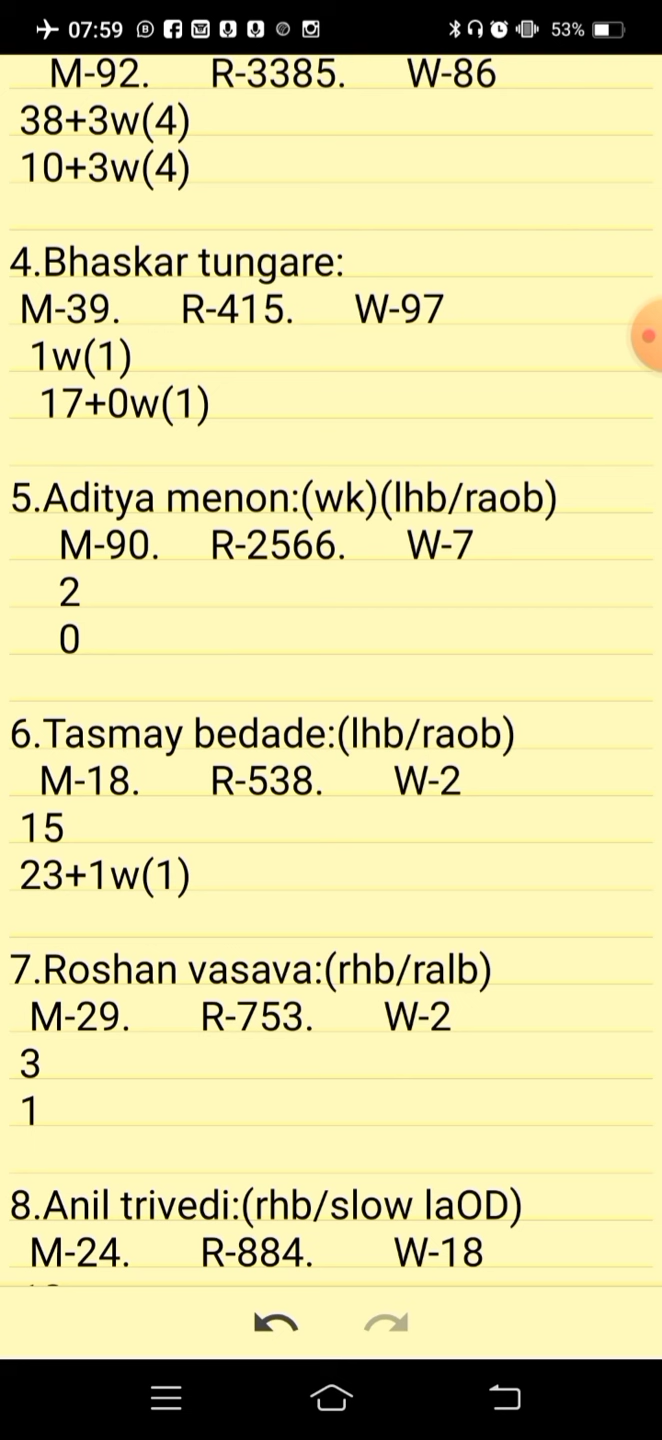 07:59 53%
M-92. R-3385. W-86
38+3w(4)
10+3w(4)
4.Bhaskar tungare:
M-39. R-415. W-97
1w(1)
17+0w(1)
5.Aditya menon:(wk)(lhb/raob)
M-90. R-2566. W-7
2
0
6.Tasmay bedade:(lhb/raob)
M-18. R-538. W-2
15
23+1w(1)
7.Roshan vasava:(rhb/ralb)
M-29. R-753. W-2
3
1
8.Anil trivedi:(rhb/slow laOD)
M-24. R-884. W-18